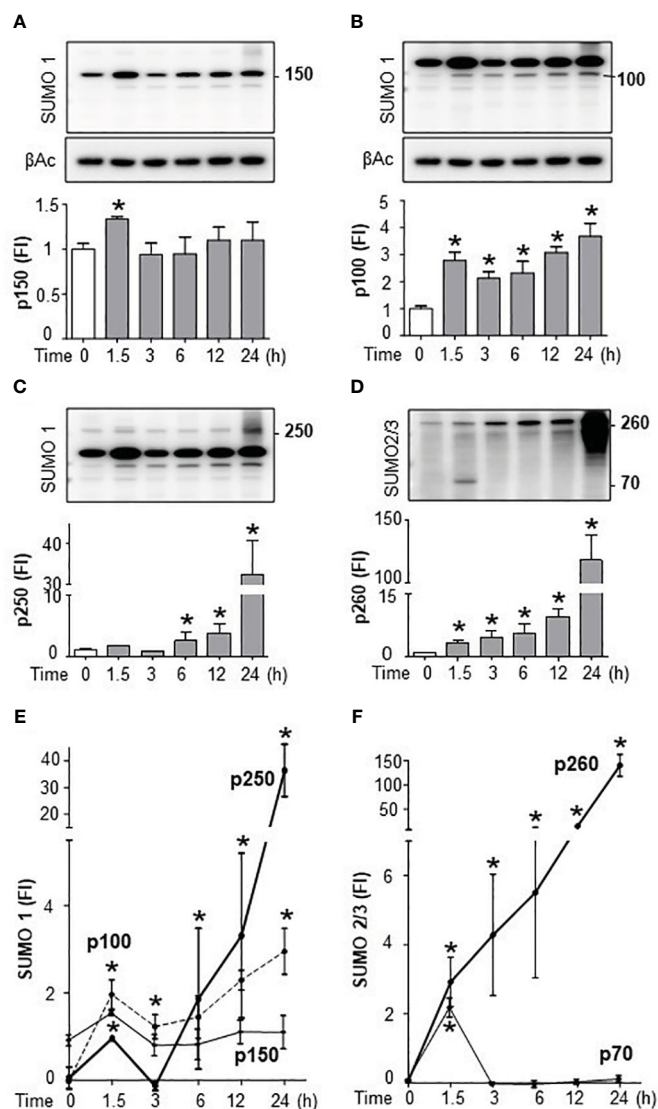 A
SUMO 1
150
βAc
p150 (FI)
1.5
1
0.5
0
*
Time 0 1.5 3 6 12 24 (h)
B
SUMO 1
100
βAc
p100 (FI)
5
4
3
2
1
0
* * * * *
Time 0 1.5 3 6 12 24 (h)
C
SUMO 1
250
p250 (FI)
40
30
10
0
* * *
Time 0 1.5 3 6 12 24 (h)
D
SUMO2/3
260
70
p260 (FI)
150
100
15
0
* * * * *
Time 0 1.5 3 6 12 24 (h)
E
SUMO 1 (FI)
40
30
20
10
4
2
0
p250
p100
p150
* * * * * * *
Time 0 1.5 3 6 12 24 (h)
F
SUMO 2/3 (FI)
150
100
50
6
4
2
0
p260
p70
* * * * * *
Time 0 1.5 3 6 12 24 (h)